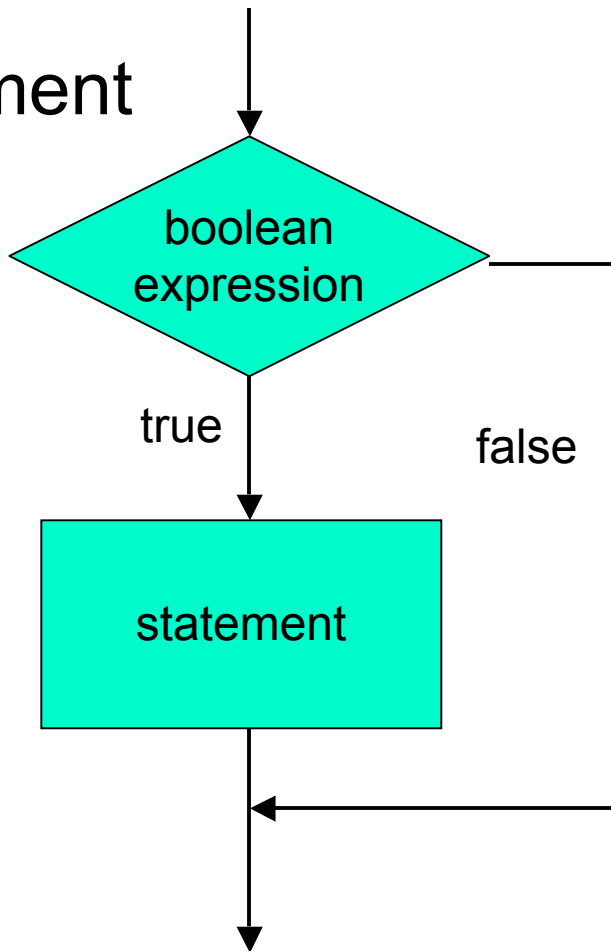 ment
boolean
expression
true
false
statement